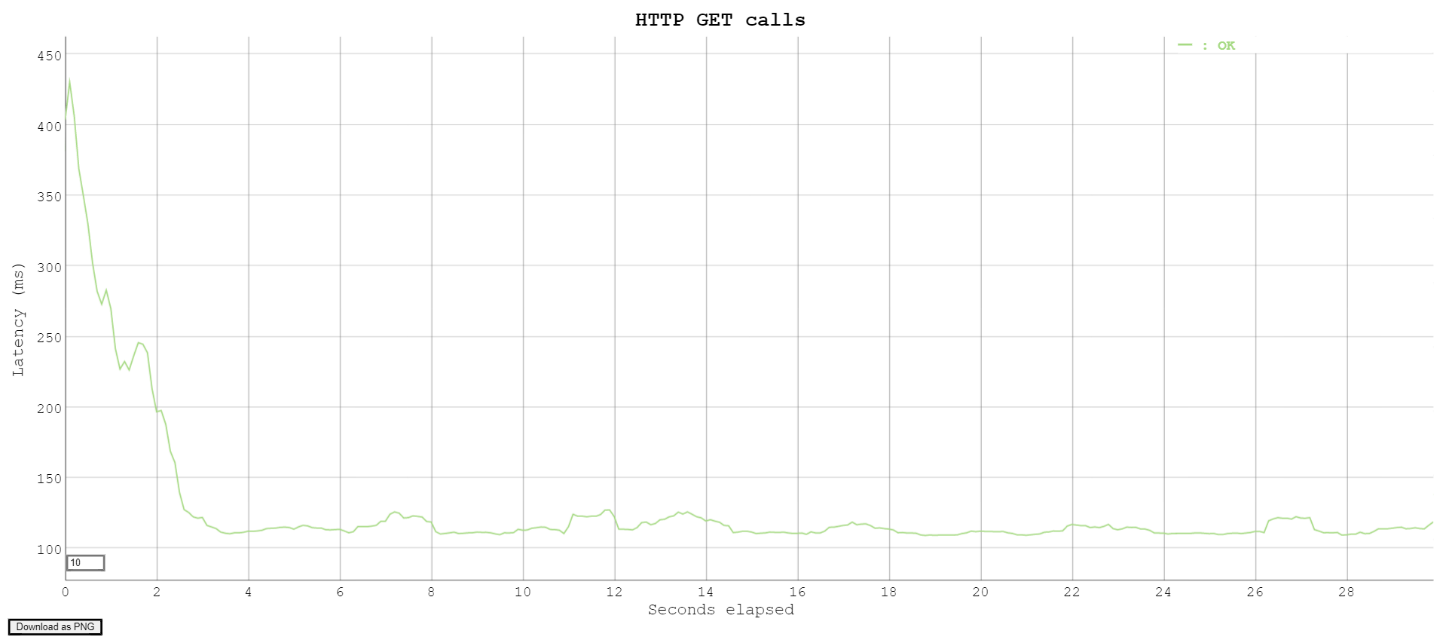 HTTP GET calls
: OK
450
400
350
300
250
200
150
100
Latency (ms)
10
0 2 4 6 8 10 12 14 16 18 20 22 24 26 28
Seconds elapsed
Download as PNG